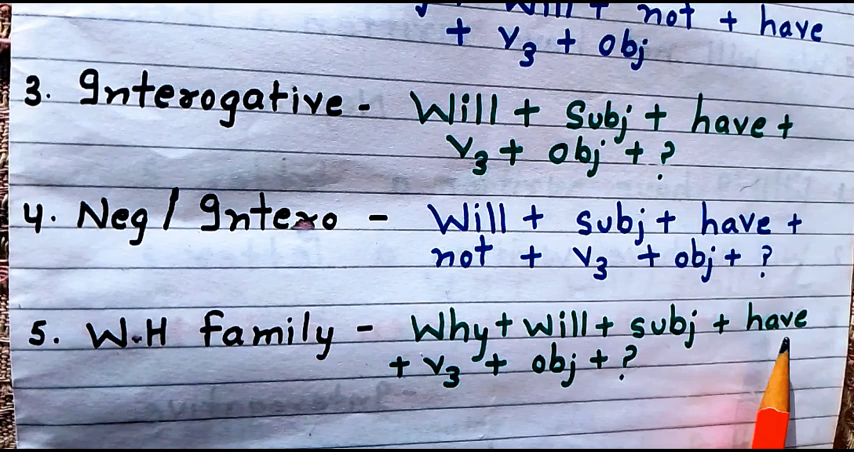 will + not + have
+ V3 + obj
3. Interogative - Will + Subj + have +
V3 + obj + ?
4. Neg / Intero - Will + subj + have +
not + V3 + obj + ?
5. W.H family - Why + will + subj + have
+ V3 + obj + ?